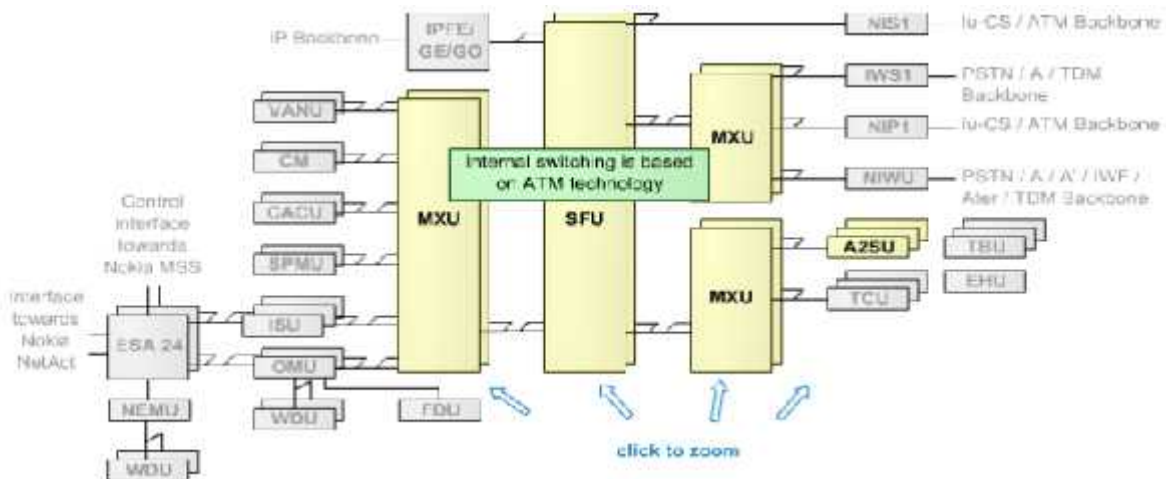 IP Backbone
IPFE/
GE/GO
NIS1
Iu-CS / ATM Backbone
VANU
IWS1
PSTN / A / TDM
Backbone
CM
MXU
NIP1
Iu-CS / ATM Backbone
Internal switching is based
on ATM technology
CACU
NIWU
PSTN / A / A' / IWF /
Ater / TDM Backbone
Control
interface
towards
Nokia MSS
MXU
SFU
SPMU
A2SU
TBU
MXU
TCU
EHU
Interface
towards
Nokia
NetAct
ESA 24
ISU
OMU
NEMU
WDU
FDU
WDU
click to zoom